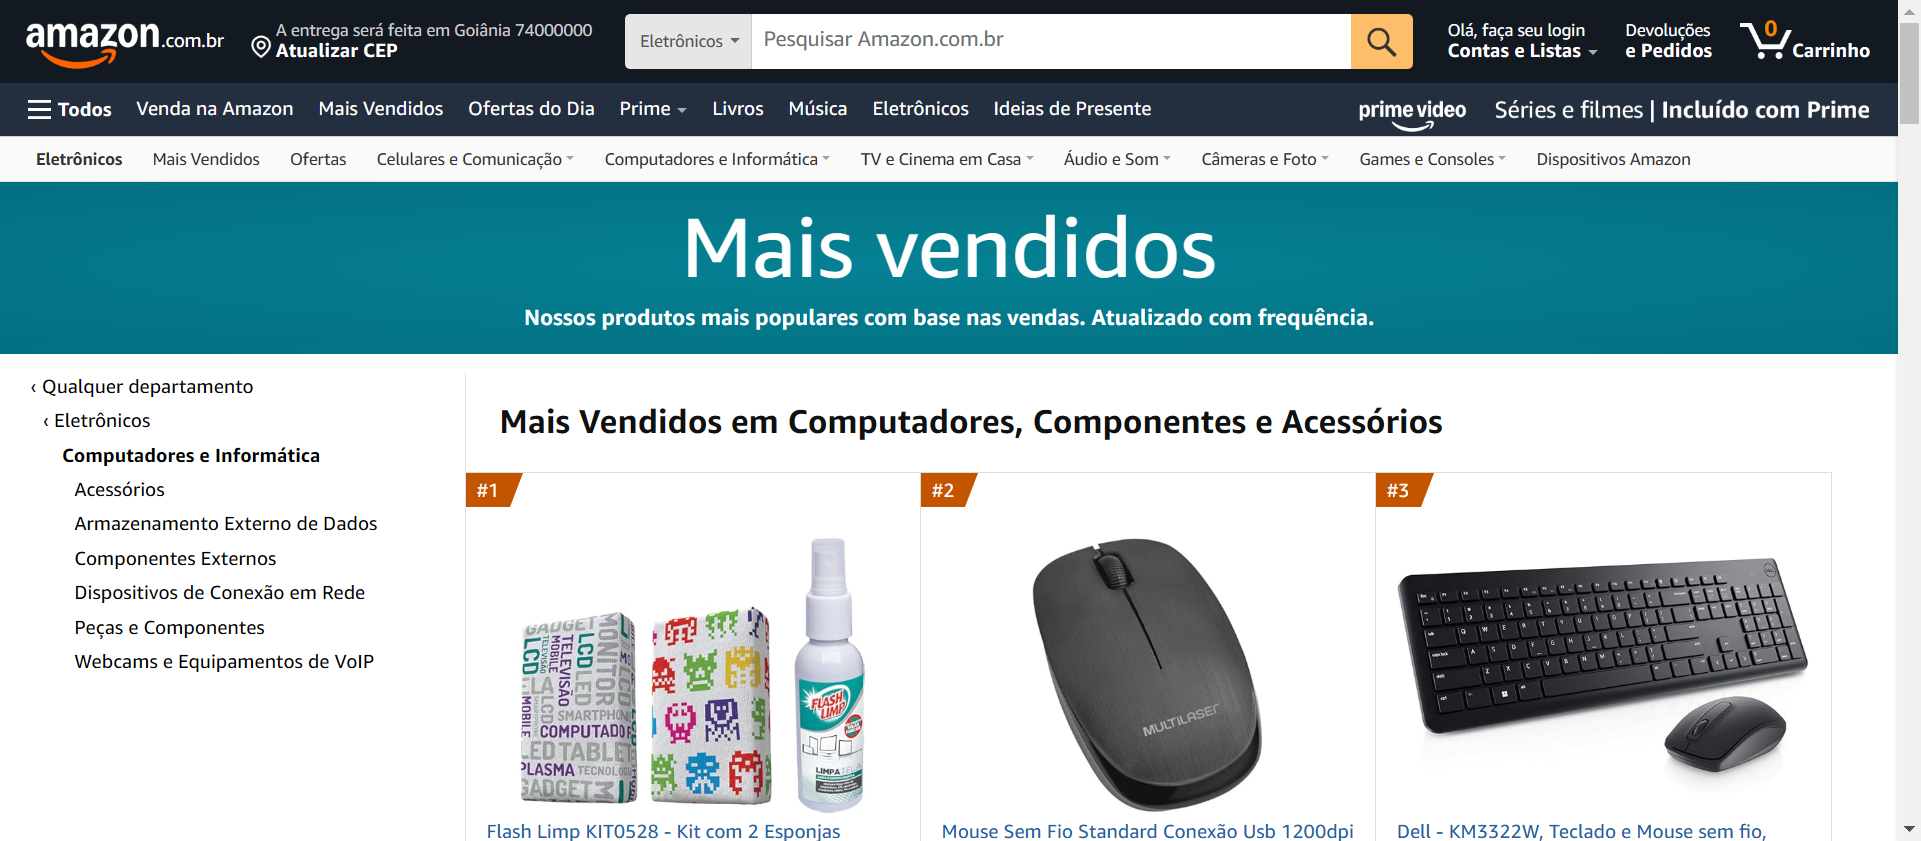 amazon.com.br
A entrega será feita em Goiânia 74000000
Atualizar CEP
Eletrônicos
Pesquisar Amazon.com.br
Olá, faça seu login
Contas e Listas
Devoluções
e Pedidos
0
Carrinho
Todos Venda na Amazon Mais Vendidos Ofertas do Dia Prime Livros Música Eletrônicos Ideias de Presente
prime video
Séries e filmes | Incluído com Prime
Eletrônicos Mais Vendidos Ofertas Celulares e Comunicação Computadores e Informática TV e Cinema em Casa Áudio e Som Câmeras e Foto Games e Consoles Dispositivos Amazon
Mais vendidos
Nossos produtos mais populares com base nas vendas. Atualizado com frequência.
‹ Qualquer departamento
‹ Eletrônicos
Computadores e Informática
Acessórios
Armazenamento Externo de Dados
Componentes Externos
Dispositivos de Conexão em Rede
Peças e Componentes
Webcams e Equipamentos de VoIP
Mais Vendidos em Computadores, Componentes e Acessórios
#1
GADGET
LCD
TELEVISÃO
MOBILE
LCD
LED
MONITOR
SMARTPHONE
MOBILE
COMPUTADOR
LED TABLET
PLASMA TECNOLOGIA
GADGET
FLASH
LIMP
LIMPA TELA
Flash Limp KIT0528 - Kit com 2 Esponjas
#2
MULTILASER
Mouse Sem Fio Standard Conexão Usb 1200dpi
#3
DELL
Dell - KM3322W, Teclado e Mouse sem fio,